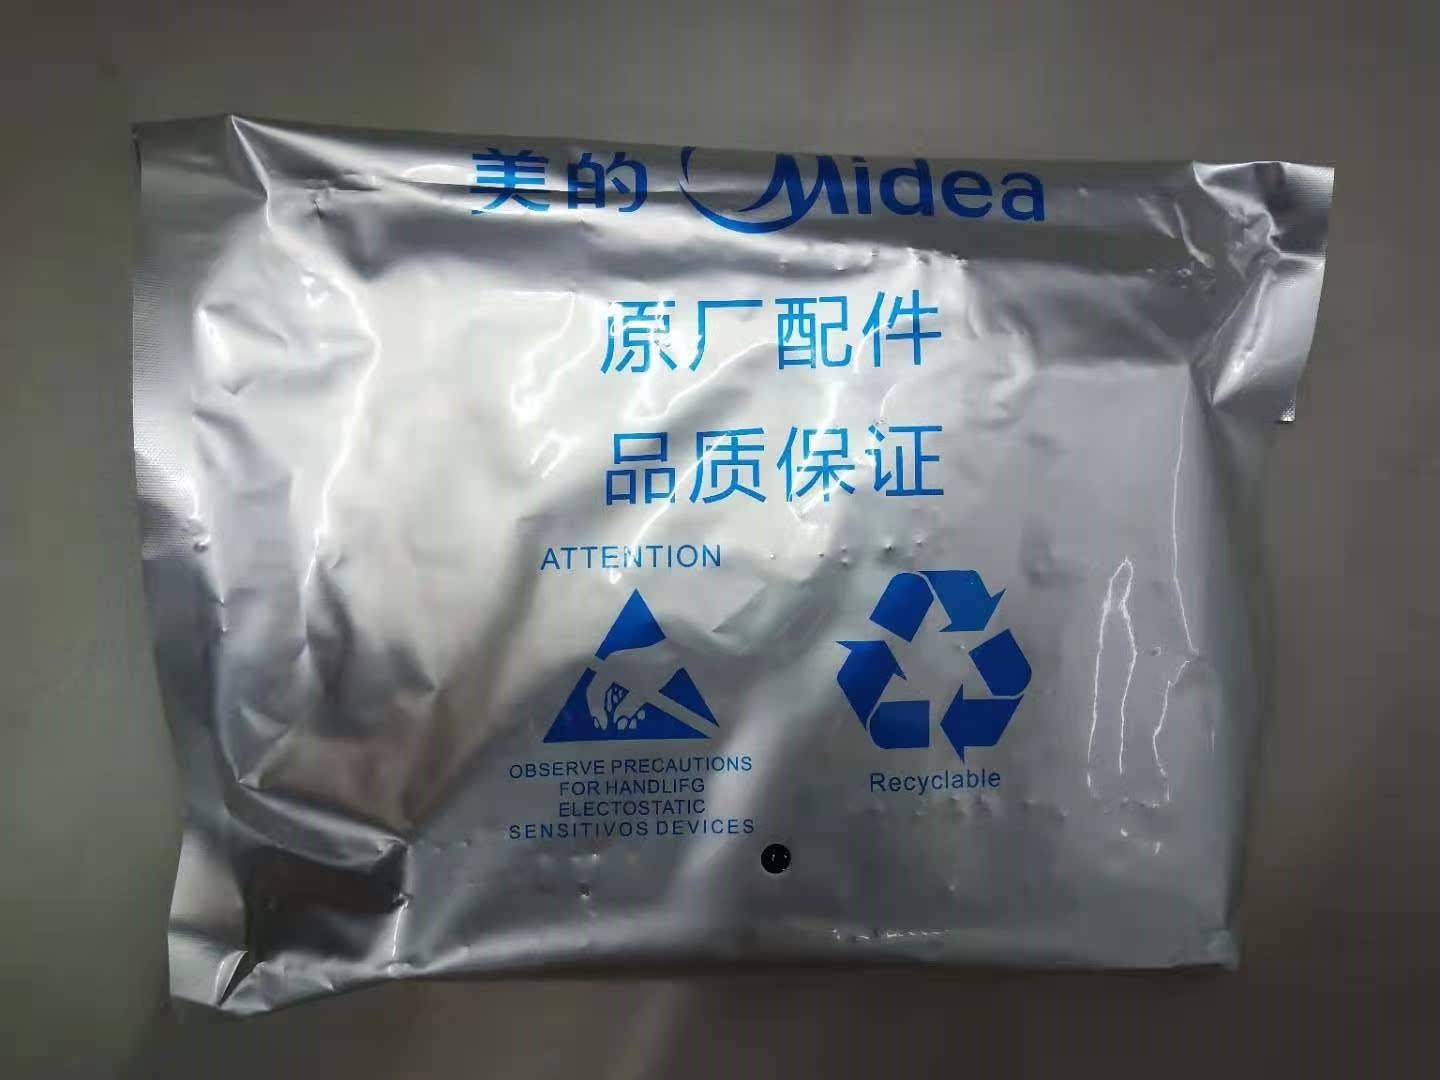 美的 Midea
原厂配件
品质保证
ATTENTION
OBSERVE PRECAUTIONS
FOR HANDLIFG
ELECTOSTATIC
SENSITIVOS DEVICES
Recyclable